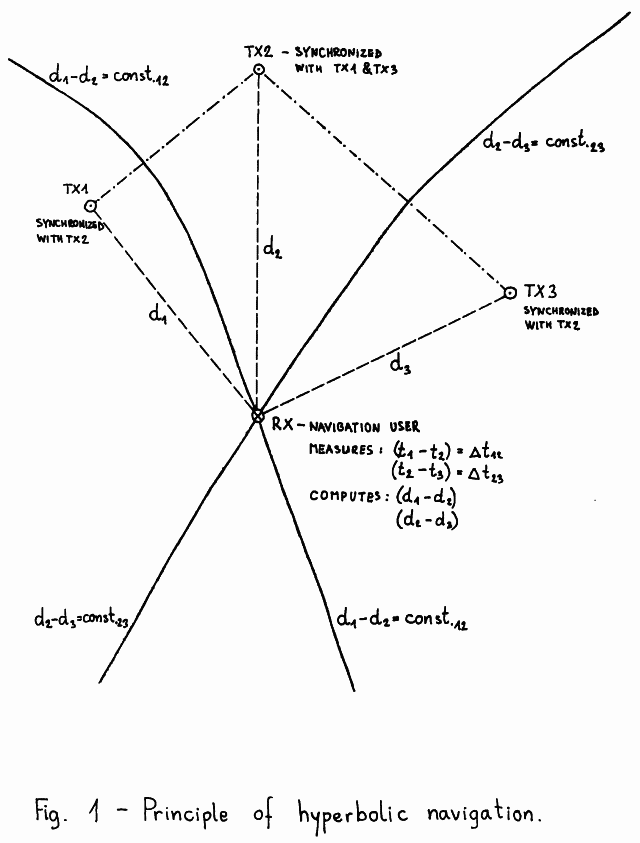 TX2 - SYNCHRONIZED
WITH TX1 & TX3
d₁-d₂ = const.₁₂
d₂-d₃ = const.₂₃
TX1
SYNCHRONIZED
WITH TX2
d₂
TX3
SYNCHRONIZED
WITH TX2
d₁
d₃
RX - NAVIGATION USER
MEASURES: (t₁-t₂) = Δt₁₂
(t₂-t₃) = Δt₂₃
COMPUTES: (d₁-d₂)
(d₂-d₃)
d₂-d₃=const.₂₃
d₁-d₂ = const.₁₂
Fig. 1 - Principle of hyperbolic navigation.